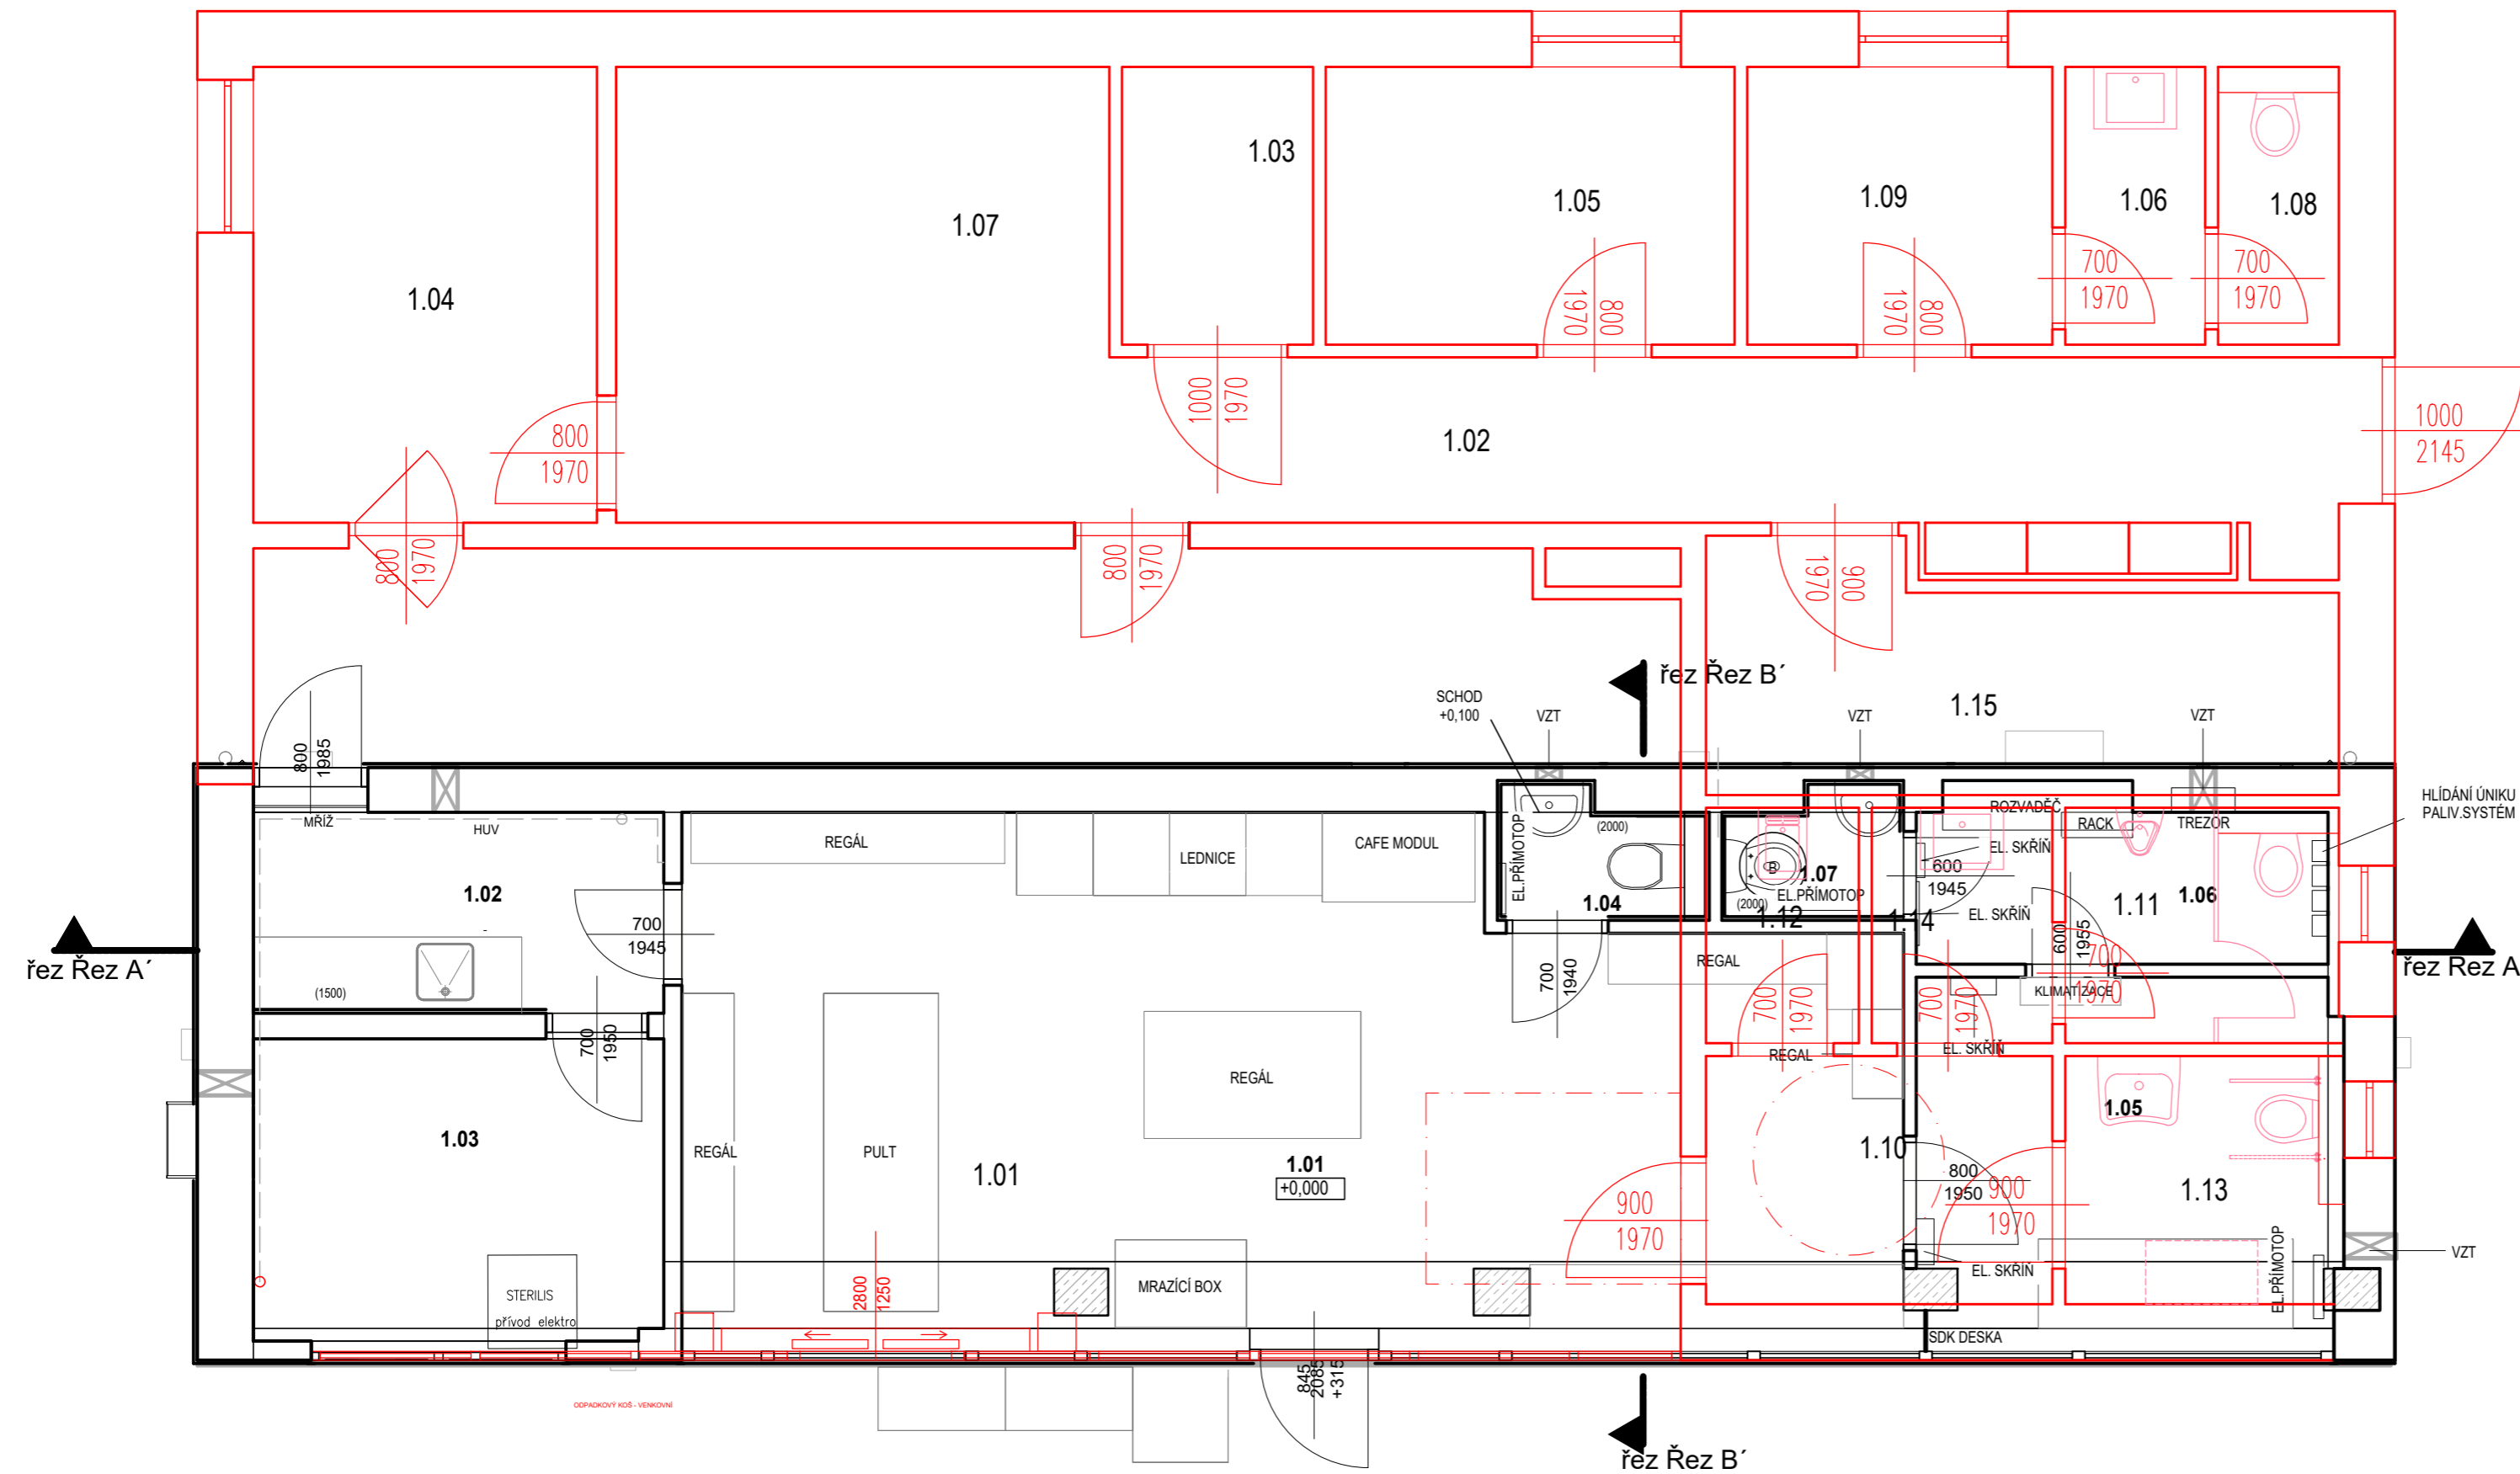 1.03
1.05
1.09
1.06
1.08
1.07
1.04
700
1970
700
1970
800
1970
800
1970
1000
1970
800
1970
1.02
1000
2145
800
1970
800
1970
900
1970
řez Řez B´
SCHOD
+0,100
VZT
VZT
1.15
VZT
800
1985
MŘÍŽ
HUV
REGÁL
LEDNICE
CAFE MODUL
EL.PŘÍMOTOP
(2000)
ROZVADĚČ
RACK
TREZOR
HLÍDÁNÍ ÚNIKU
PALIV.SYSTÉM
EL. SKŘÍŇ
B
1.07
600
1945
EL.PŘÍMOTOP
1.02
1.04
(2000)
1.12
1.14
EL. SKŘÍŇ
1.11
1.06
700
1945
600
1955
řez Řez A´
řez Řez A
(1500)
700
1940
REGAL
700
1970
KLIMATIZACE
700
1970
700
1970
700
1950
REGAL
EL. SKŘÍŇ
REGÁL
1.03
REGÁL
PULT
1.01
1.01
+0,000
1.10
1.05
800
1950
900
1970
1.13
900
1970
EL. SKŘÍŇ
EL.PŘÍMOTOP
VZT
STERILIS
přívod elektro
2800
1250
MRAZÍCÍ BOX
SDK DESKA
845
2085
+315
ODPADKOVÝ KOŠ - VENKOVNÍ
řez Řez B´